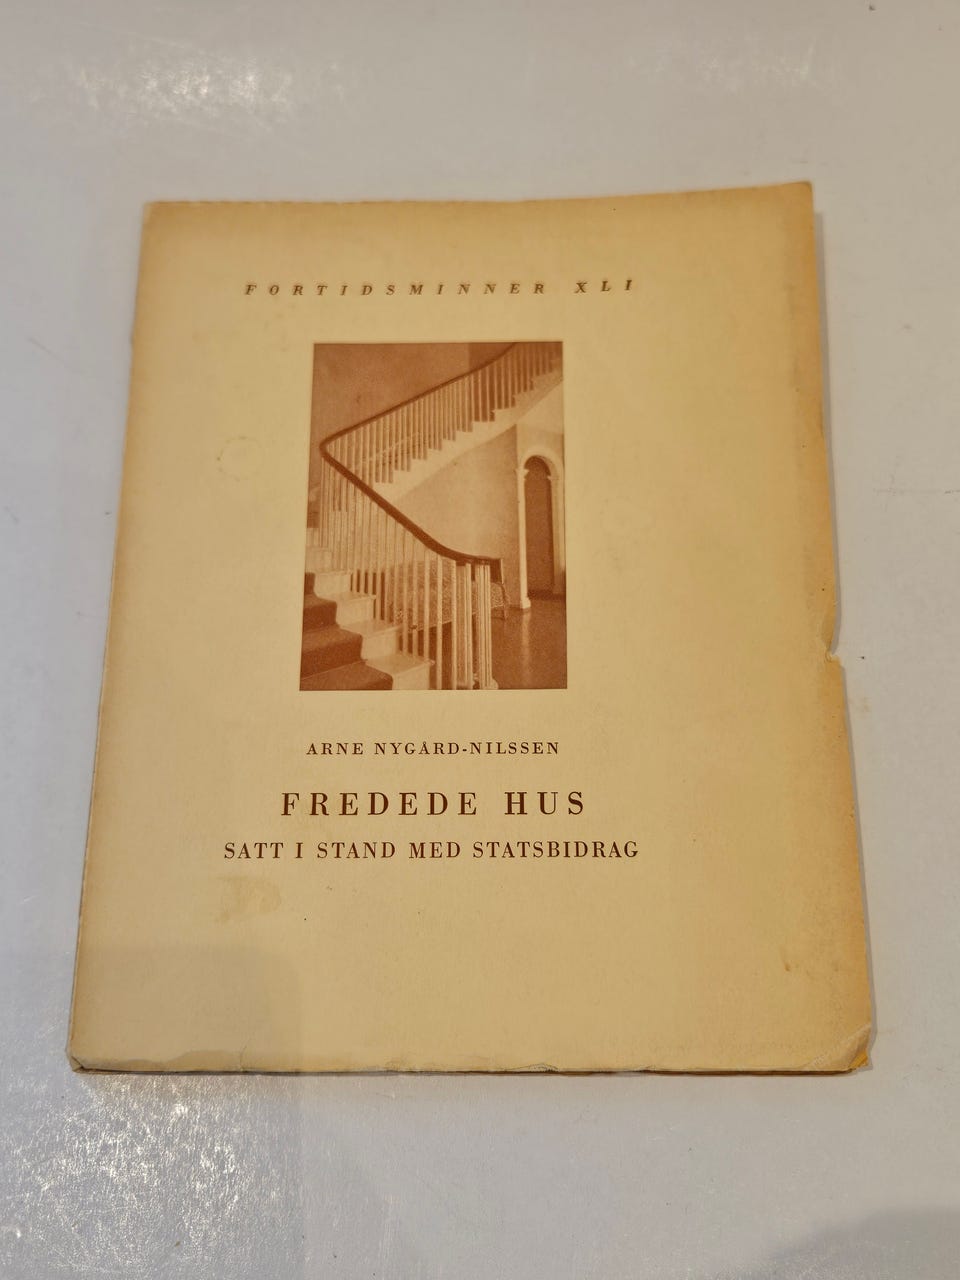 FORTIDSMINNER XLI
ARNE NYGÅRD-NILSSEN
FREDEDE HUS
SATT I STAND MED STATSBIDRAG